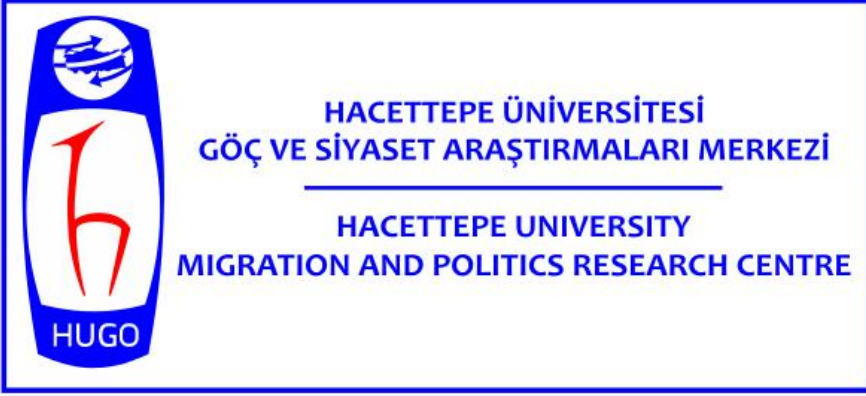 HACETTEPE ÜNİVERSİTESİ
GÖÇ VE SİYASET ARAŞTIRMALARI MERKEZİ
HACETTEPE UNIVERSITY
MIGRATION AND POLITICS RESEARCH CENTRE
HUGO